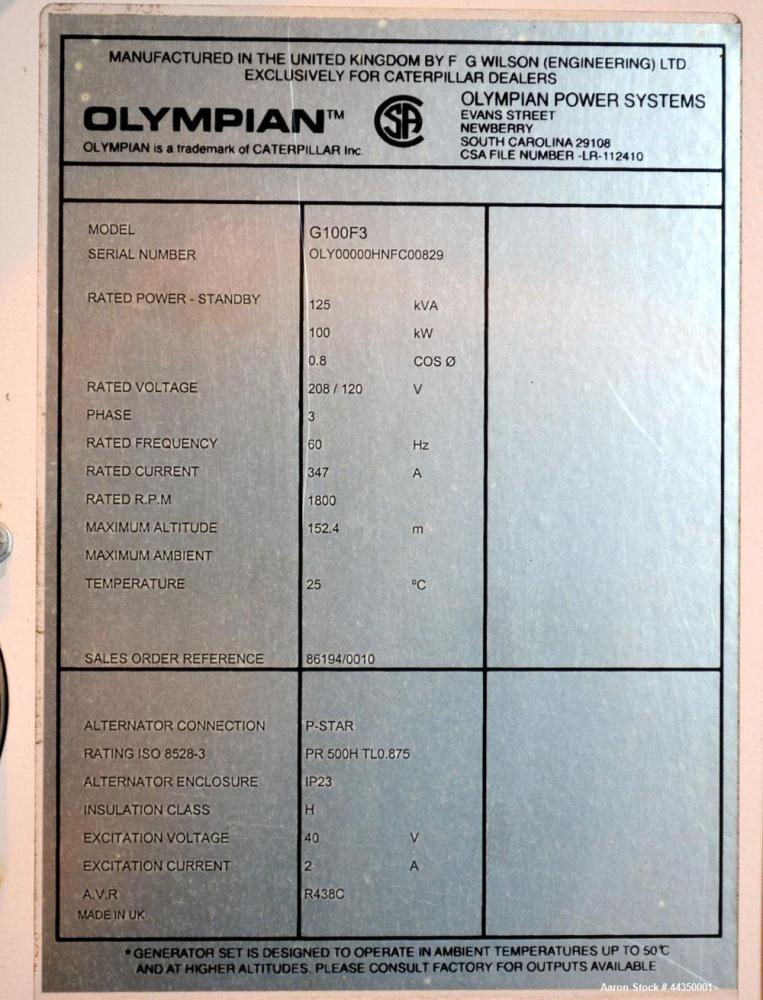 MANUFACTURED IN THE UNITED KINGDOM BY F G WILSON (ENGINEERING) LTD.
EXCLUSIVELY FOR CATERPILLAR DEALERS
OLYMPIAN™
OLYMPIAN is a trademark of CATERPILLAR Inc.
SA
OLYMPIAN POWER SYSTEMS
EVANS STREET
NEWBERRY
SOUTH CAROLINA 29108
CSA FILE NUMBER -LR-112410
MODEL G100F3
SERIAL NUMBER OLY00000HNFC00829
RATED POWER - STANDBY 125 kVA
100 kW
0.8 COS Ø
RATED VOLTAGE 208 / 120 V
PHASE 3
RATED FREQUENCY 60 Hz
RATED CURRENT 347 A
RATED R.P.M 1800
MAXIMUM ALTITUDE 152.4 m
MAXIMUM AMBIENT
TEMPERATURE 25 ºC
SALES ORDER REFERENCE 86194/0010
ALTERNATOR CONNECTION P-STAR
RATING ISO 8528-3 PR 500H TL0.875
ALTERNATOR ENCLOSURE IP23
INSULATION CLASS H
EXCITATION VOLTAGE 40 V
EXCITATION CURRENT 2 A
A.V.R R438C
MADE IN UK
* GENERATOR SET IS DESIGNED TO OPERATE IN AMBIENT TEMPERATURES UP TO 50℃
AND AT HIGHER ALTITUDES. PLEASE CONSULT FACTORY FOR OUTPUTS AVAILABLE
Aaron Stock # 44350001